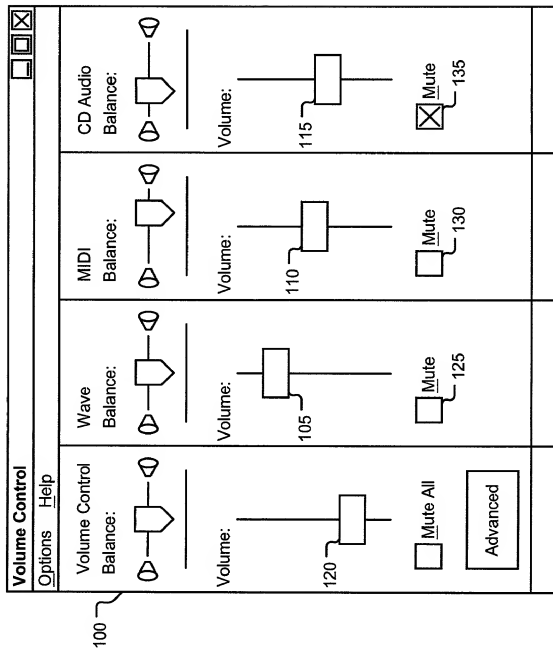 Volume Control
Options Help
100
Volume Control
Balance:
Volume:
120
Mute All
Advanced
Wave
Balance:
Volume:
105
Mute
125
MIDI
Balance:
Volume:
110
Mute
130
CD Audio
Balance:
Volume:
115
Mute
135